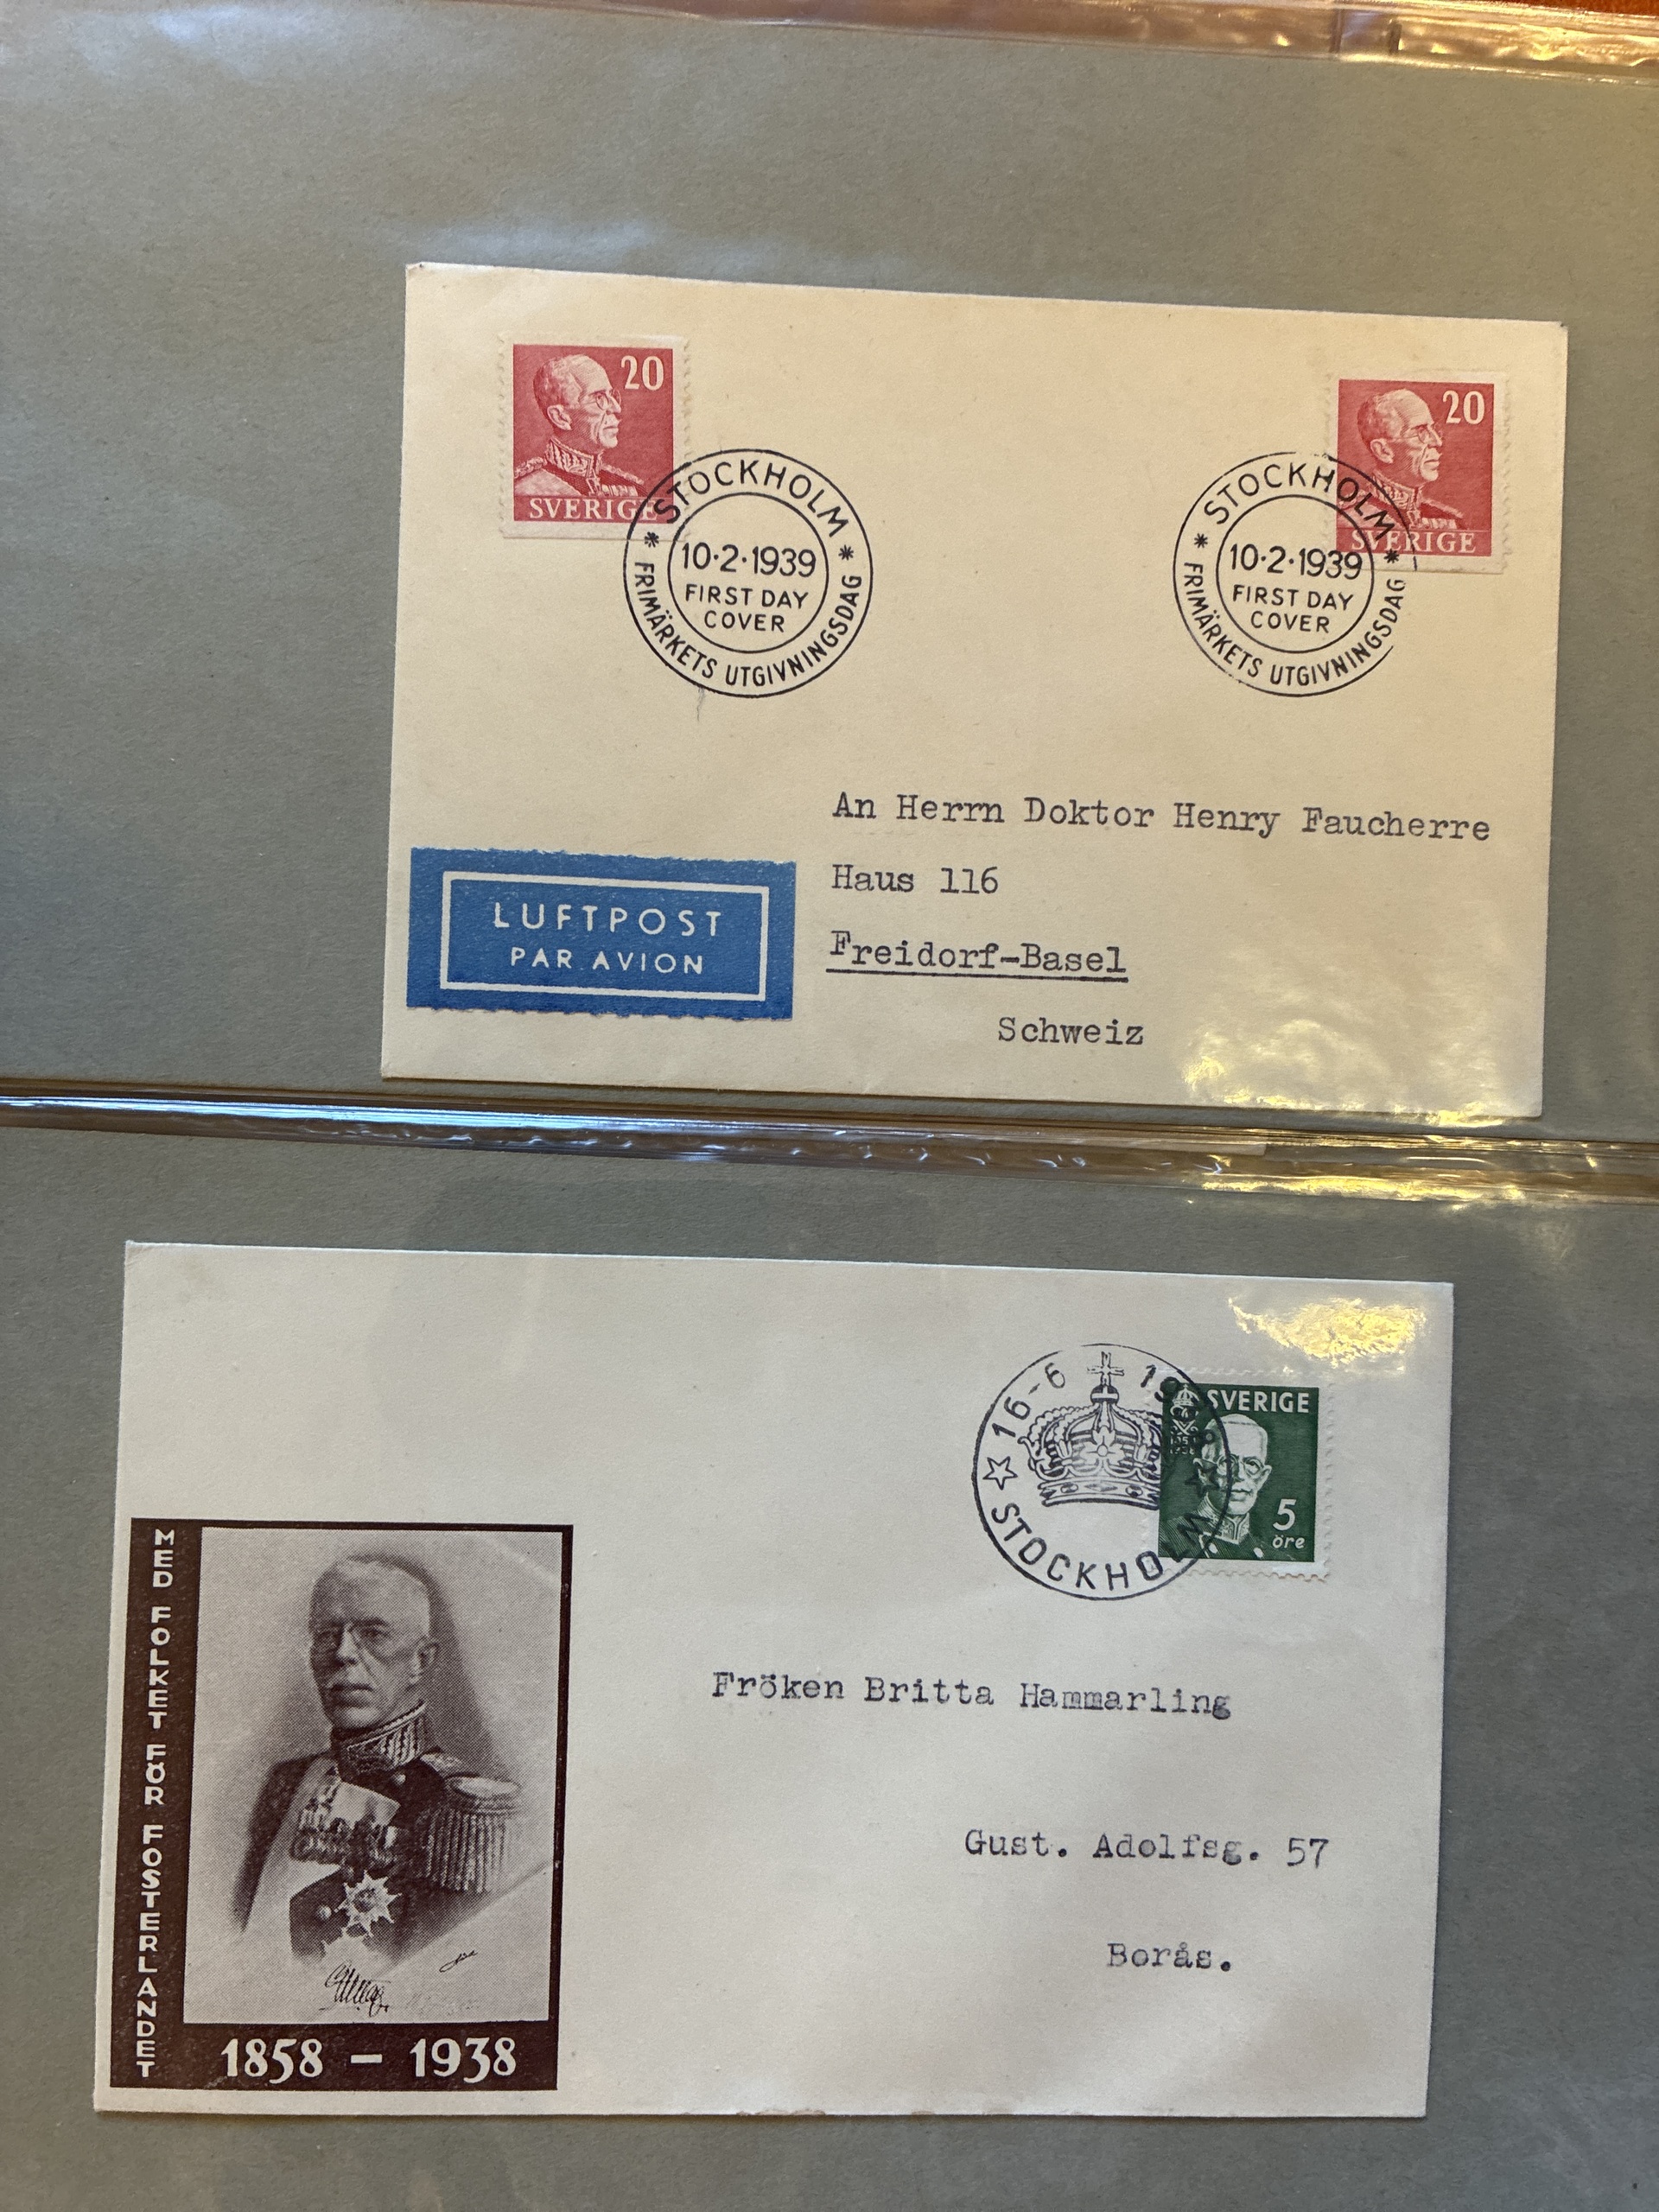 20
SVERIGE
20
SVERIGE
STOCKHOLM
10·2·1939
FIRST DAY
COVER
FRIMÄRKETS UTGIVNINGSDAG
STOCKHOLM
10·2·1939
FIRST DAY
COVER
FRIMÄRKETS UTGIVNINGSDAG
An Herrn Doktor Henry Faucherre
Haus 116
Freidorf-Basel
Schweiz
LUFTPOST
PAR AVION
16-6
STOCKHOLM
SVERIGE
5
öre
Fröken Britta Hammarling
Gust. Adolfsg. 57
Borås.
MED FOLKET FÖR FOSTERLANDET
1858 – 1938